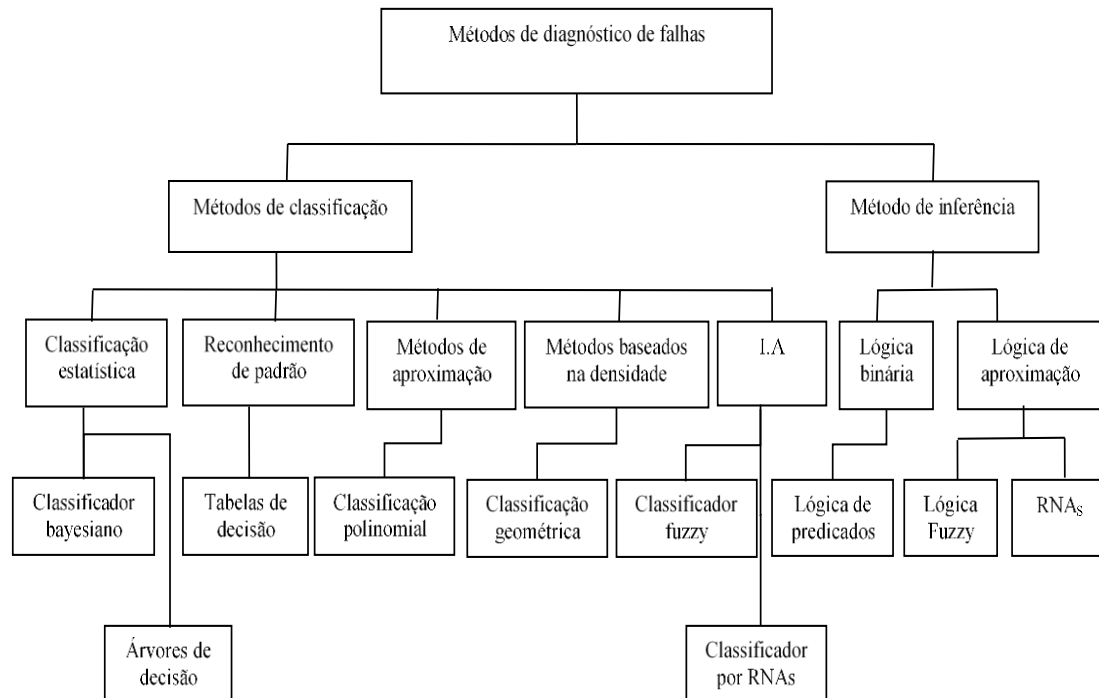 Métodos de diagnóstico de falhas
Métodos de classificação
Método de inferência
Classificação
estatística
Reconhecimento
de padrão
Métodos de
aproximação
Métodos baseados
na densidade
I.A
Lógica
binária
Lógica de
aproximação
Classificador
bayesiano
Tabelas de
decisão
Classificação
polinomial
Classificação
geométrica
Classificador
fuzzy
Lógica de
predicados
Lógica
Fuzzy
RNAs
Árvores de
decisão
Classificador
por RNAs